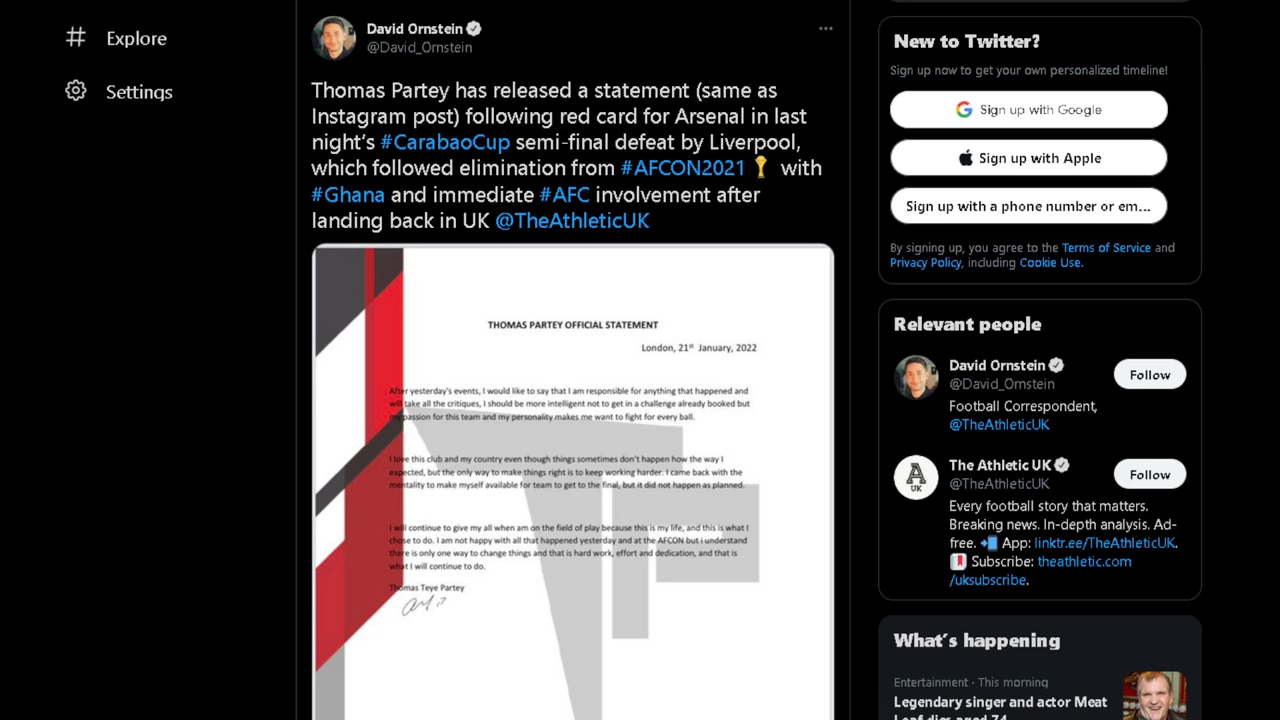 Explore
Settings
David Ornstein
@David_Ornstein
Thomas Partey has released a statement (same as
Instagram post) following red card for Arsenal in last
night's #CarabaoCup semi-final defeat by Liverpool,
which followed elimination from #AFCON2021 🏆 with
#Ghana and immediate #AFC involvement after
landing back in UK @TheAthleticUK
THOMAS PARTEY OFFICIAL STATEMENT
London, 21st January, 2022
After yesterday's events, I would like to say that I am responsible for anything that happened and
will take all the critiques, I should be more intelligent not to get in a challenge already booked but
my passion for this team and my personality makes me want to fight for every ball.
I love this club and my country even though things sometimes don't happen how the way I
expected, but the only way to make things right is to keep working harder. I came back with the
mentality to make myself available for team to get to the final, but it did not happen as planned.
I will continue to give my all when am on the field of play because this is my life, and this is what I
chose to do. I am not happy with all that happened yesterday and at the AFCON but i understand
there is only one way to change things and that is hard work, effort and dedication, and that is
what I will continue to do.
Thomas Teye Partey
New to Twitter?
Sign up now to get your own personalized timeline!
Sign up with Google
Sign up with Apple
Sign up with a phone number or em...
By signing up, you agree to the Terms of Service and
Privacy Policy, including Cookie Use.
Relevant people
David Ornstein
@David_Ornstein
Follow
Football Correspondent,
@TheAthleticUK
A
UK
The Athletic UK
@TheAthleticUK
Follow
Every football story that matters.
Breaking news. In-depth analysis. Ad-
free. 📲 App: linktr.ee/TheAthleticUK.
Subscribe: theathletic.com
/uksubscribe.
What's happening
Entertainment · This morning
Legendary singer and actor Meat
Loaf dies aged 74